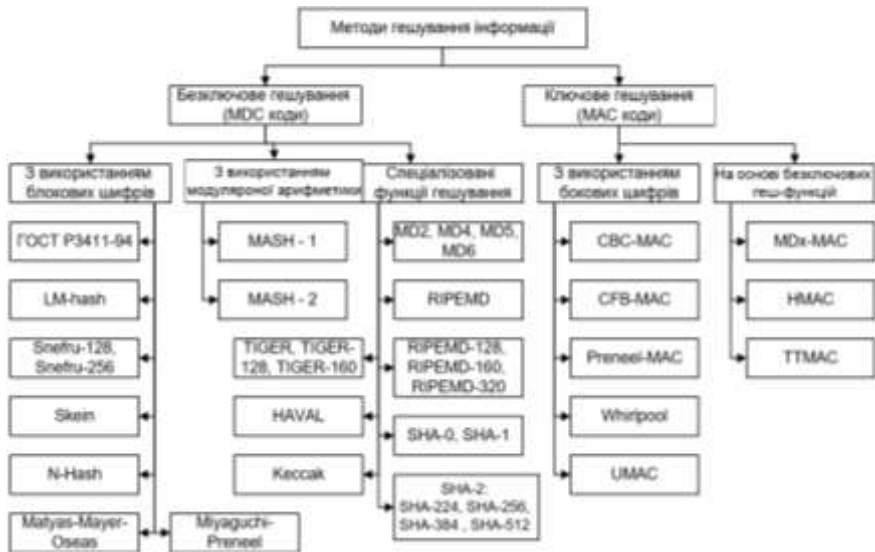 Методи гешування інформації
Безключове гешування
(MDC коди)
Ключове гешування
(MAC коди)
З використанням
блокових шифрів
З використанням
модуляроної арифметики
Спеціалізовані
функції гешування
З використанням
бокових шифрів
На основі безключових
геш-функцій
ГОСТ Р3411-94
MASH - 1
MD2, MD4, MD5,
MD6
CBC-MAC
MDx-MAC
LM-hash
MASH - 2
RIPEMD
CFB-MAC
HMAC
Snefru-128,
Snefru-256
TIGER, TIGER-
128, TIGER-160
RIPEMD-128,
RIPEMD-160,
RIPEMD-320
Preneel-MAC
TTMAC
Skein
HAVAL
SHA-0, SHA-1
Whirlpool
N-Hash
Keccak
SHA-2:
SHA-224, SHA-256,
SHA-384 , SHA-512
UMAC
Matyas-Mayer-
Oseas
Miyaguchi-
Preneel